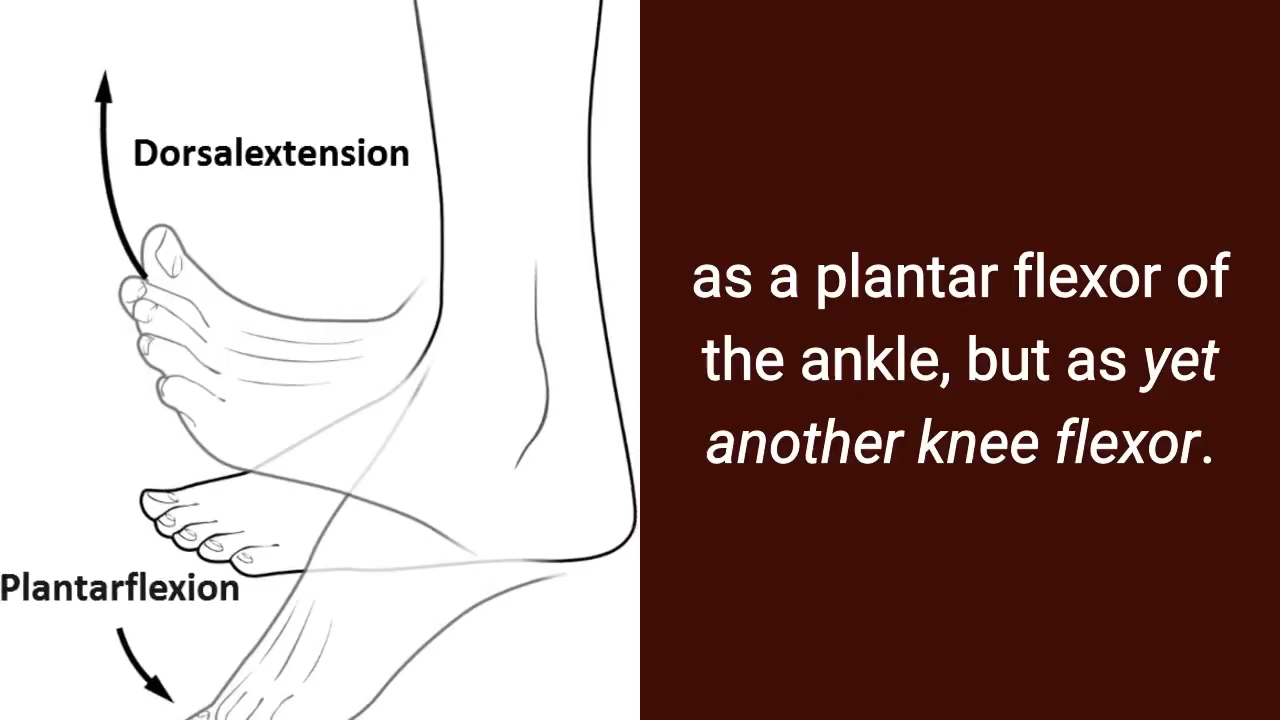 Dorsalextension
Plantarflexion
as a plantar flexor of
the ankle, but as yet
another knee flexor.